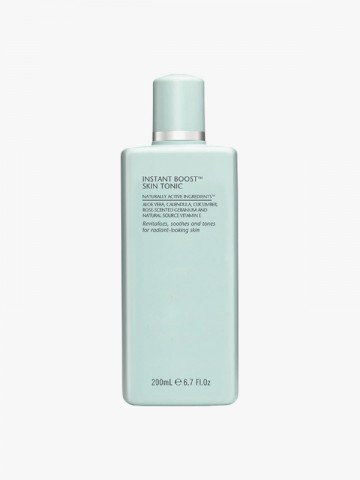 INSTANT BOOST™
SKIN TONIC
NATURALLY ACTIVE INGREDIENTS™
ALOE VERA, CALENDULA, CUCUMBER,
ROSE-SCENTED GERANIUM AND
NATURAL SOURCE VITAMIN E
Revitalises, soothes and tones
for radiant-looking skin
200mL ℮ 6.7 Fl.Oz